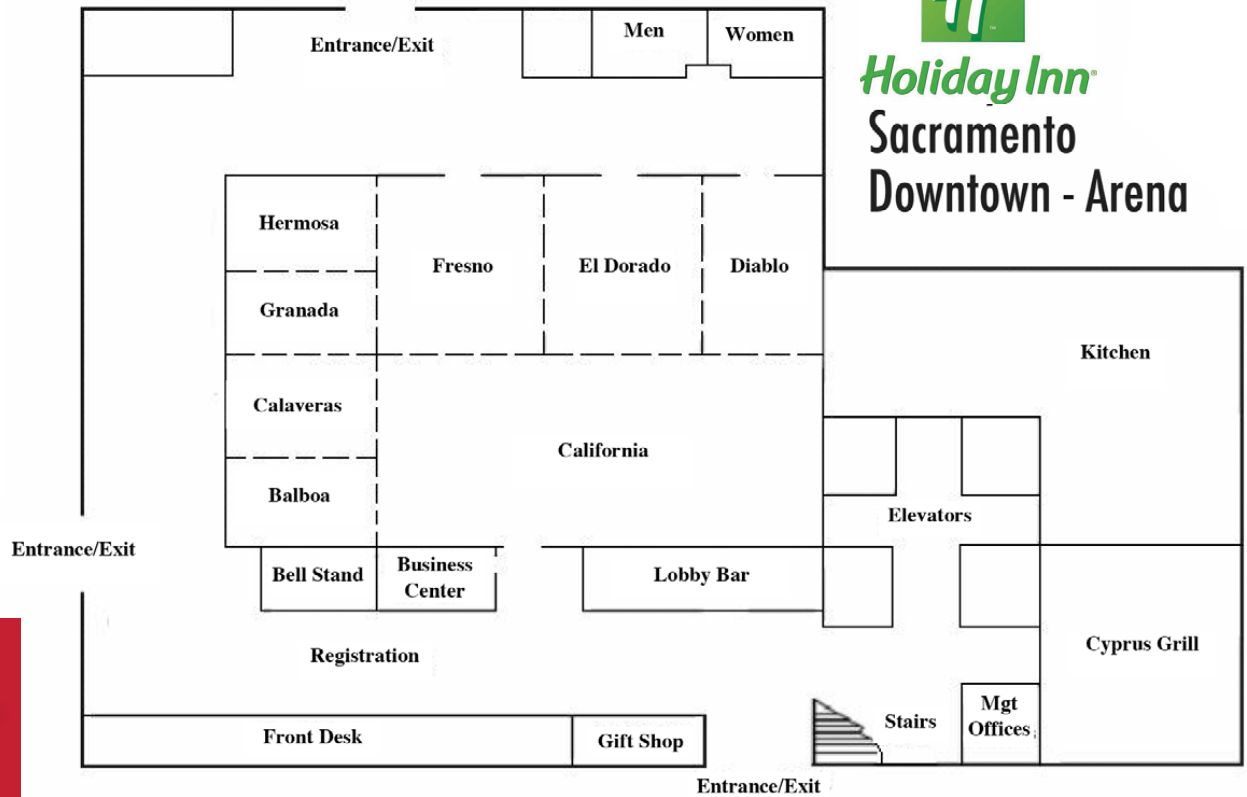 Entrance/Exit
Men
Women
Holiday Inn
Sacramento
Downtown - Arena
Hermosa
Fresno
El Dorado
Diablo
Granada
Kitchen
Calaveras
California
Balboa
Elevators
Entrance/Exit
Bell Stand
Business
Center
Lobby Bar
Registration
Cyprus Grill
Front Desk
Gift Shop
Stairs
Mgt
Offices
Entrance/Exit